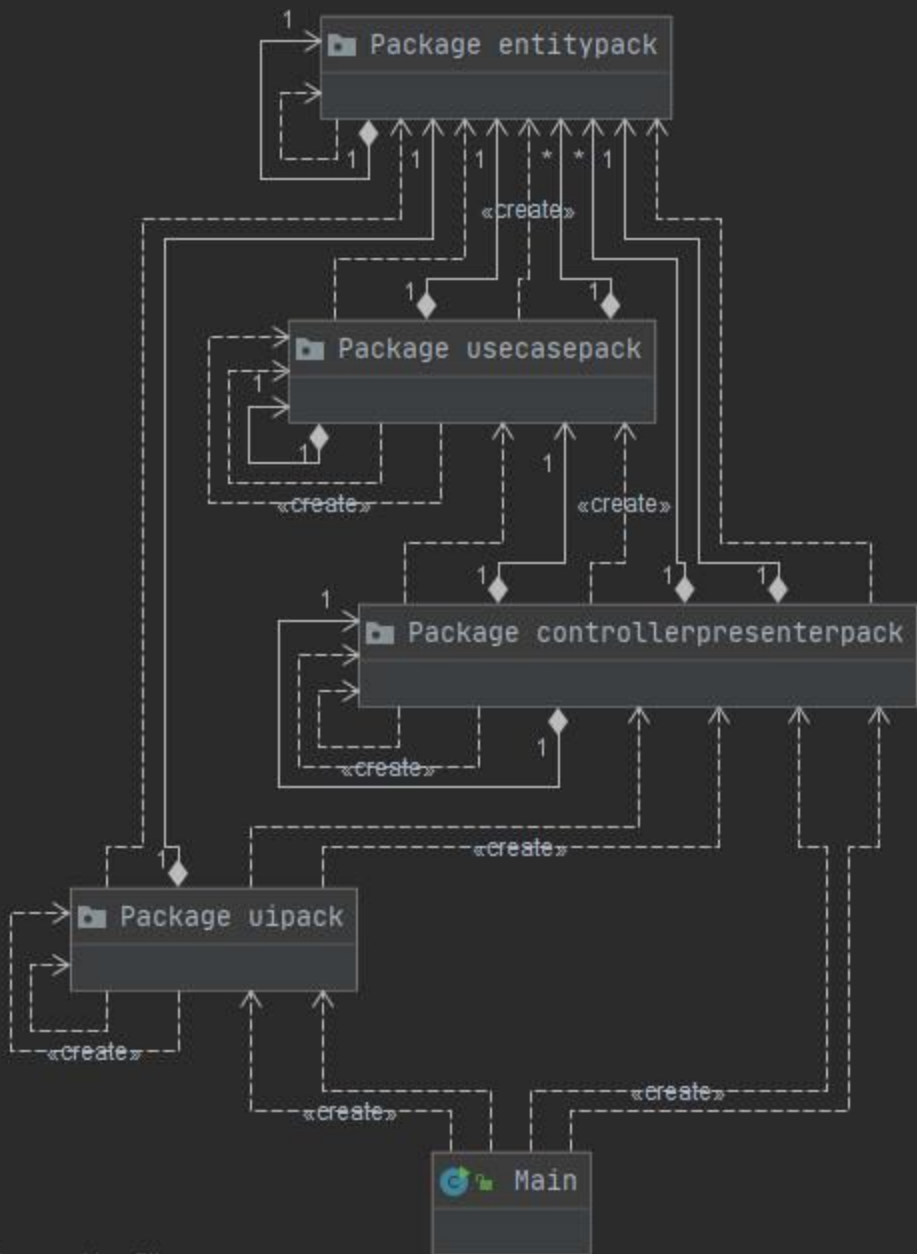 1
Package entitypack
1
1
1
*
*
1
«create»
1
1
Package usecasepack
1
1
1
«create»
«create»
1
1
1
1
Package controllerpresenterpack
1
«create»
«create»
1
Package uipack
«create»
«create»
«create»
C
Main